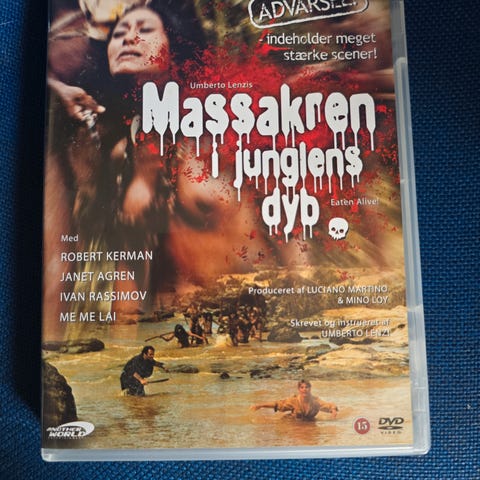 ADVARSEL!
- indeholder meget
stærke scener!
Umberto Lenzis
Massakren
i junglens
dyb
Eaten Alive!
Med
ROBERT KERMAN
JANET AGREN
IVAN RASSIMOV
ME ME LAI
Produceret af LUCIANO MARTINO
& MINO LOY
Skrevet og instrueret af
UMBERTO LENZI
ANOTHER
WORLD
15
DVD
VIDEO